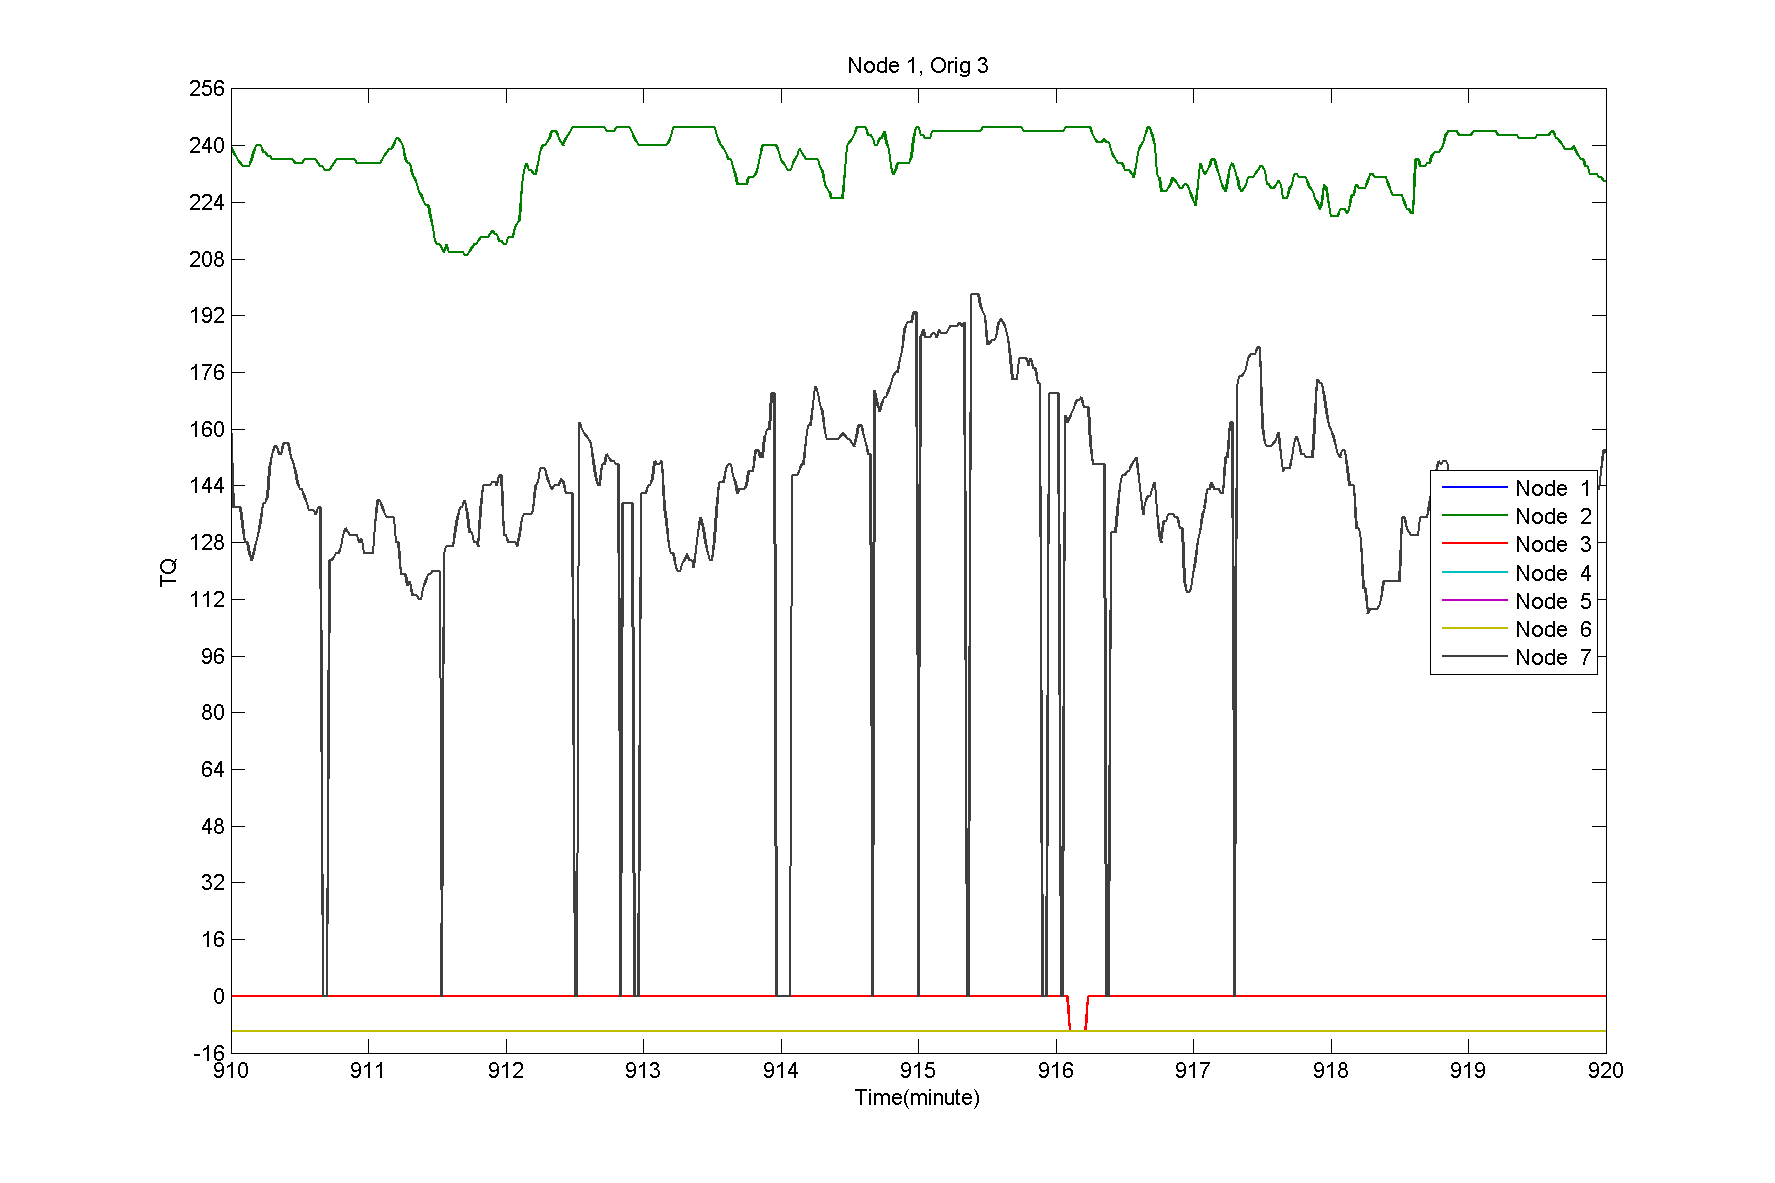 Node 1, Orig 3
256
240
224
208
192
176
160
144
128
112
96
80
64
48
32
16
0
-16
TQ
Node 1
Node 2
Node 3
Node 4
Node 5
Node 6
Node 7
910 911 912 913 914 915 916 917 918 919 920
Time(minute)